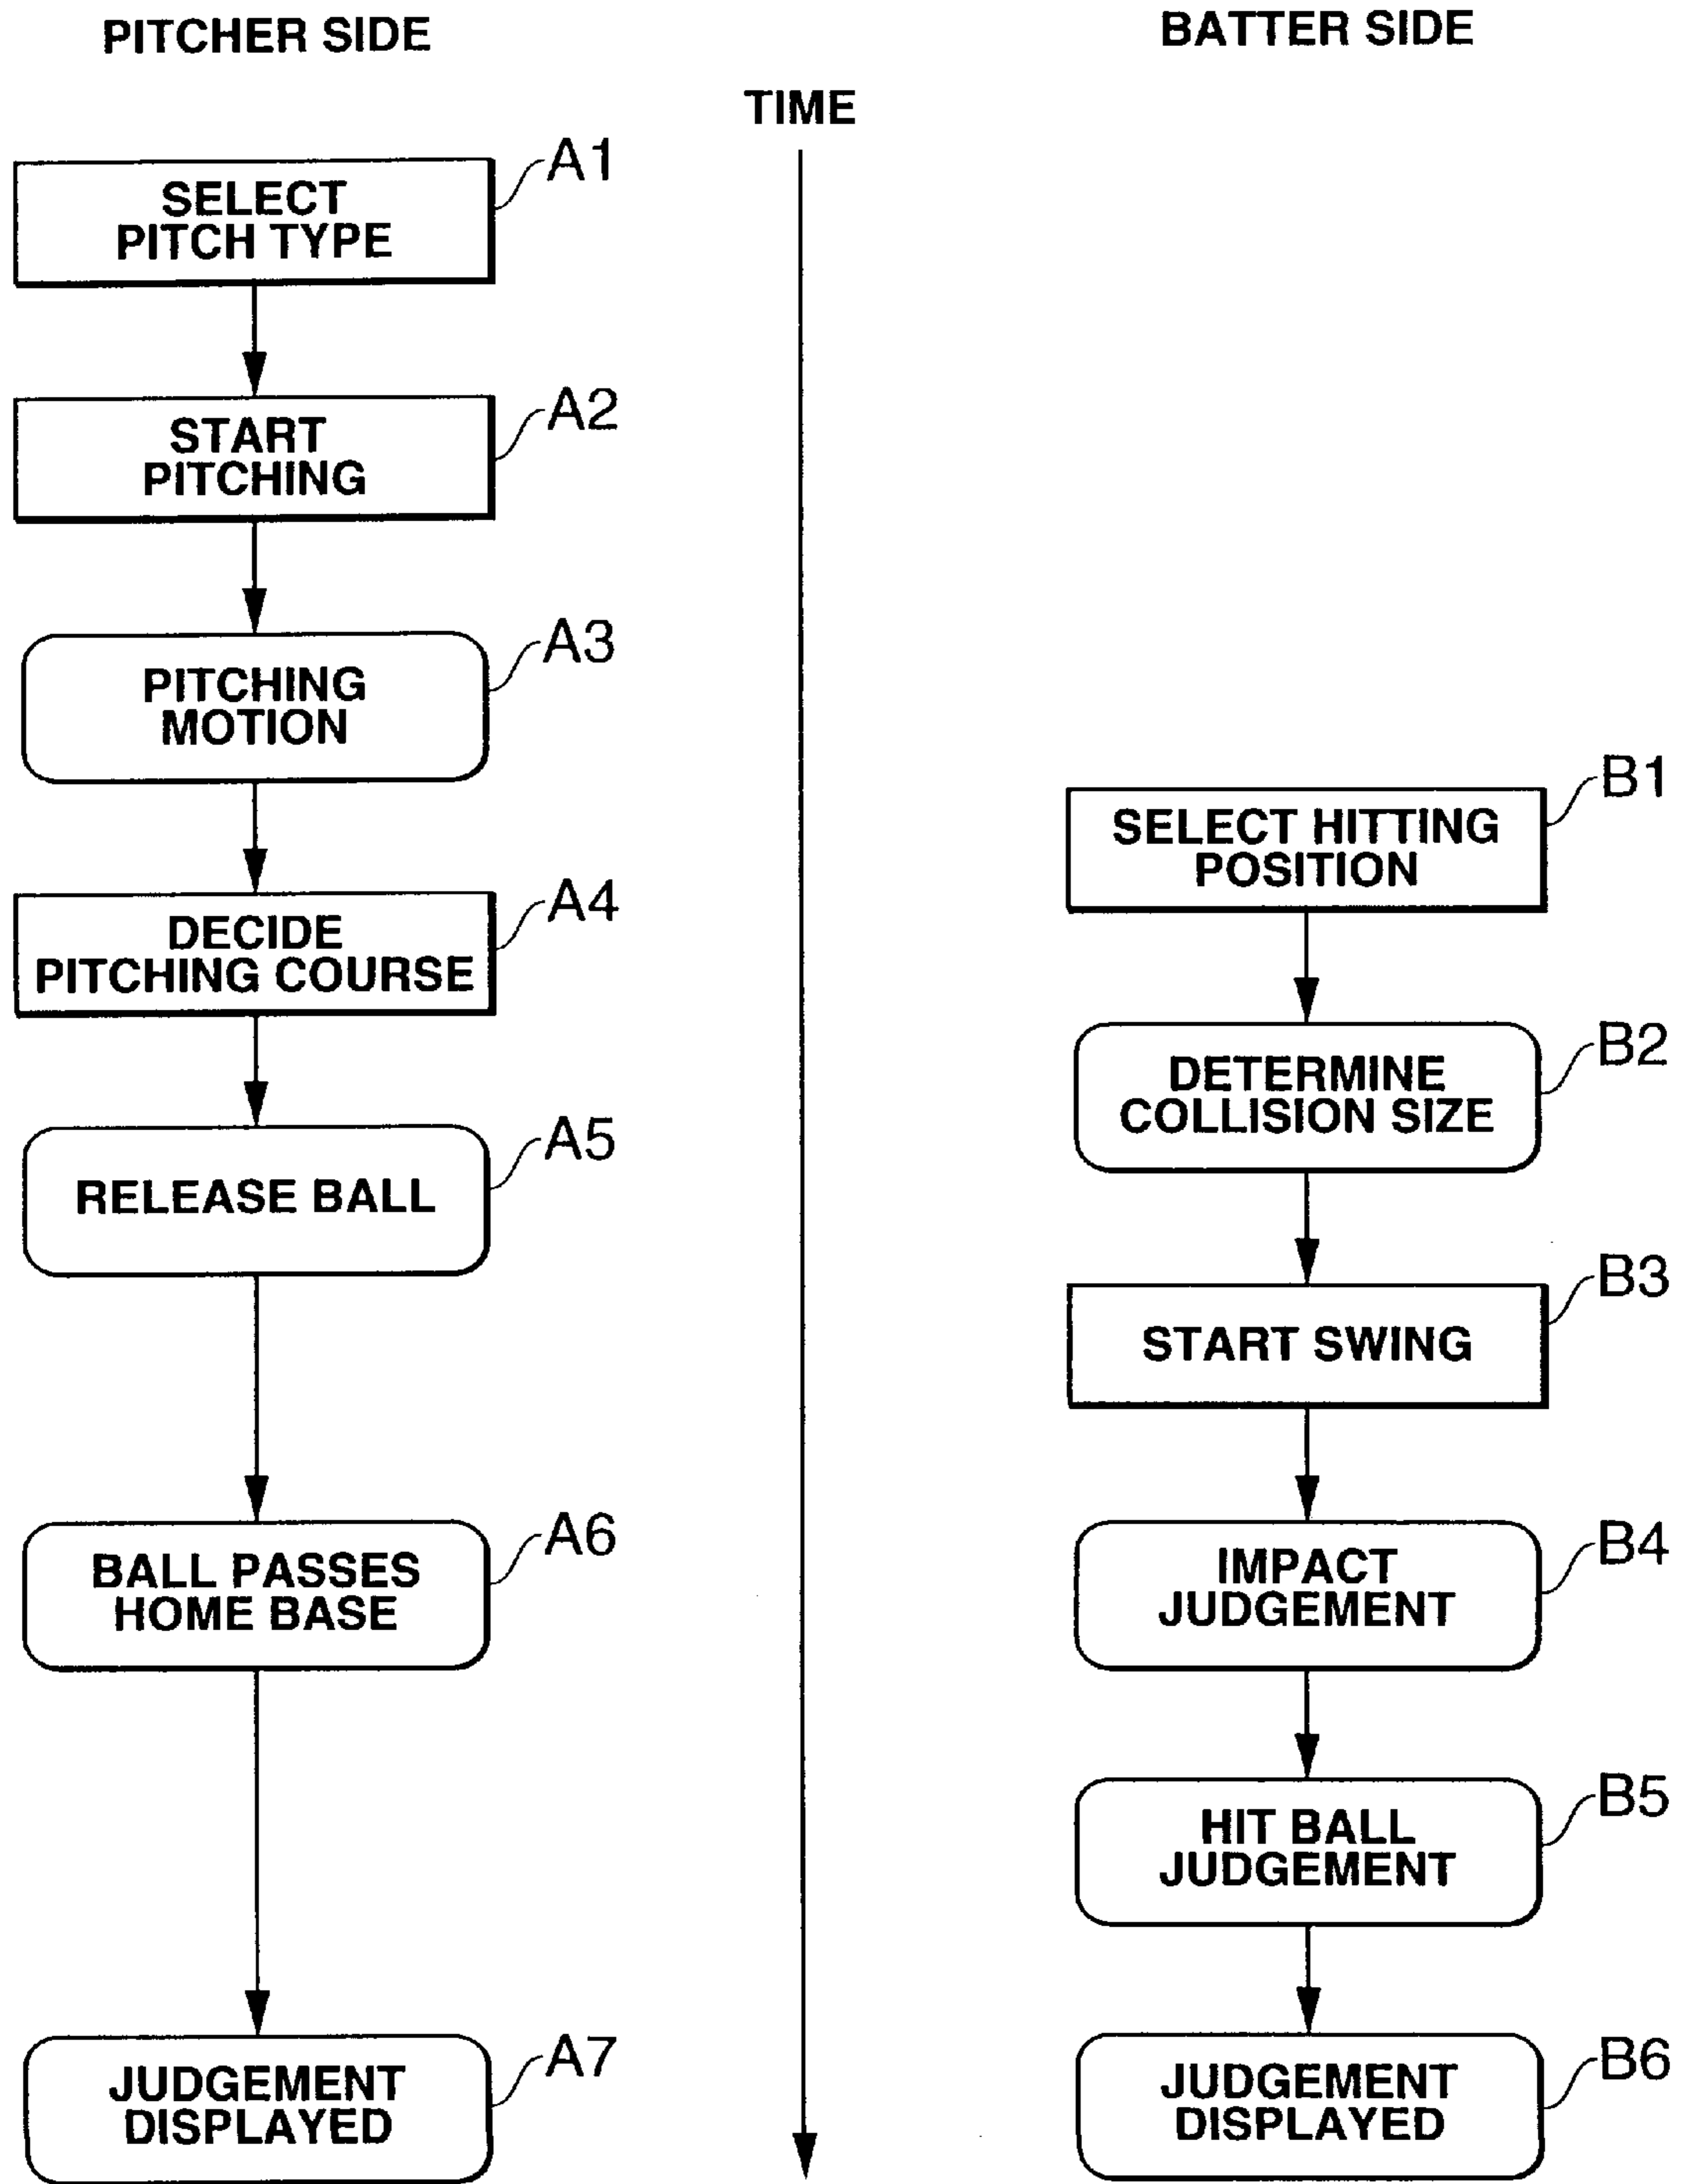 PITCHER SIDE
BATTER SIDE
TIME
A1
SELECT
PITCH TYPE
A2
START
PITCHING
A3
PITCHING
MOTION
A4
DECIDE
PITCHING COURSE
A5
RELEASE BALL
A6
BALL PASSES
HOME BASE
A7
JUDGEMENT
DISPLAYED
B1
SELECT HITTING
POSITION
B2
DETERMINE
COLLISION SIZE
B3
START SWING
B4
IMPACT
JUDGEMENT
B5
HIT BALL
JUDGEMENT
B6
JUDGEMENT
DISPLAYED